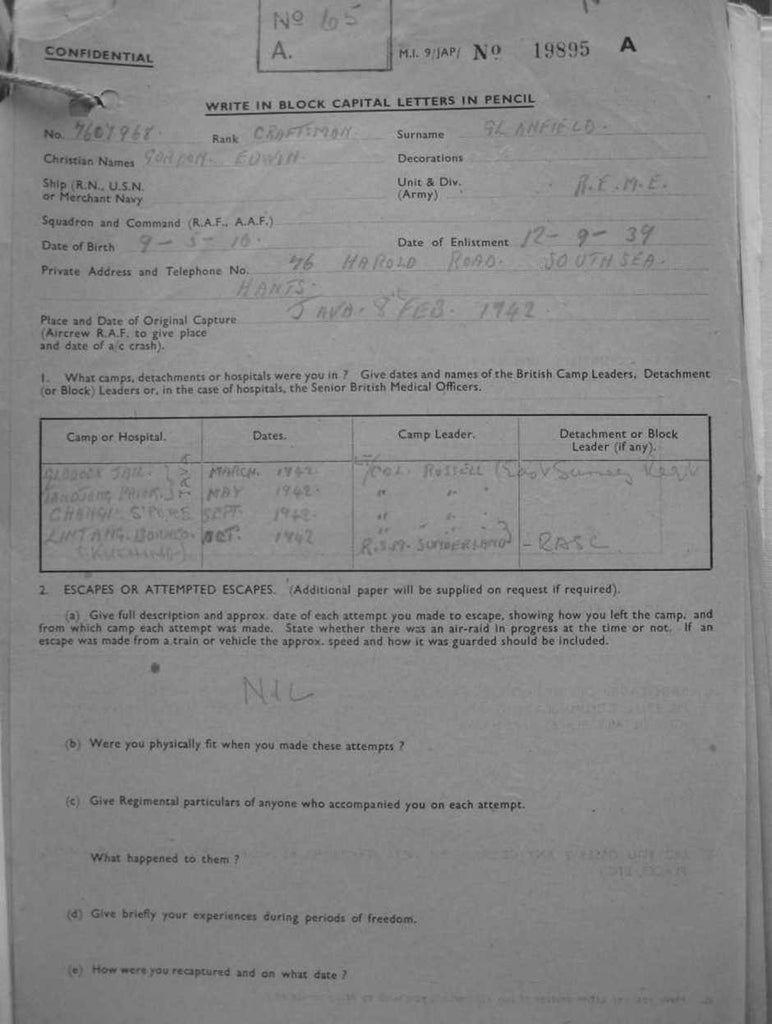 Nº 65
A.
CONFIDENTIAL
M.I. 9/JAP/ Nº 19895 A
WRITE IN BLOCK CAPITAL LETTERS IN PENCIL
No. 7607968. Rank CRAFTSMAN. Surname GLANFIELD.
Christian Names GORDON. EDWIN. Decorations
Ship (R.N., U.S.N. or Merchant Navy Unit & Div. (Army) R.E.M.E.
Squadron and Command (R.A.F., A.A.F.)
Date of Birth 9-5-16. Date of Enlistment 12-9-39
Private Address and Telephone No. 76 HAROLD ROAD. SOUTHSEA.
HANTS.
Place and Date of Original Capture JAVA. 8 FEB. 1942.
(Aircrew R.A.F. to give place
and date of a/c crash).
1. What camps, detachments or hospitals were you in ? Give dates and names of the British Camp Leaders, Detachment
(or Block) Leaders or, in the case of hospitals, the Senior British Medical Officers.
Camp or Hospital. Dates. Camp Leader. Detachment or Block Leader (if any).
JAIL. } JAVA MARCH. 1942. COL. RUSSELL (East Surrey Regt
TANDJONG PRIOK. } MAY 1942. " "
CHANGI. S'PORE SEPT. 1942. " "
LINTANG. BORNEO. OCT. 1942 " "
(KUCHING) R.S.M. SUNDERLAND - RASC
2. ESCAPES OR ATTEMPTED ESCAPES. (Additional paper will be supplied on request if required).
(a) Give full description and approx. date of each attempt you made to escape, showing how you left the camp, and
from which camp each attempt was made. State whether there was an air-raid in progress at the time or not. If an
escape was made from a train or vehicle the approx. speed and how it was guarded should be included.
NIL
(b) Were you physically fit when you made these attempts ?
(c) Give Regimental particulars of anyone who accompanied you on each attempt.
What happened to them ?
(d) Give briefly your experiences during periods of freedom.
(e) How were you recaptured and on what date ?